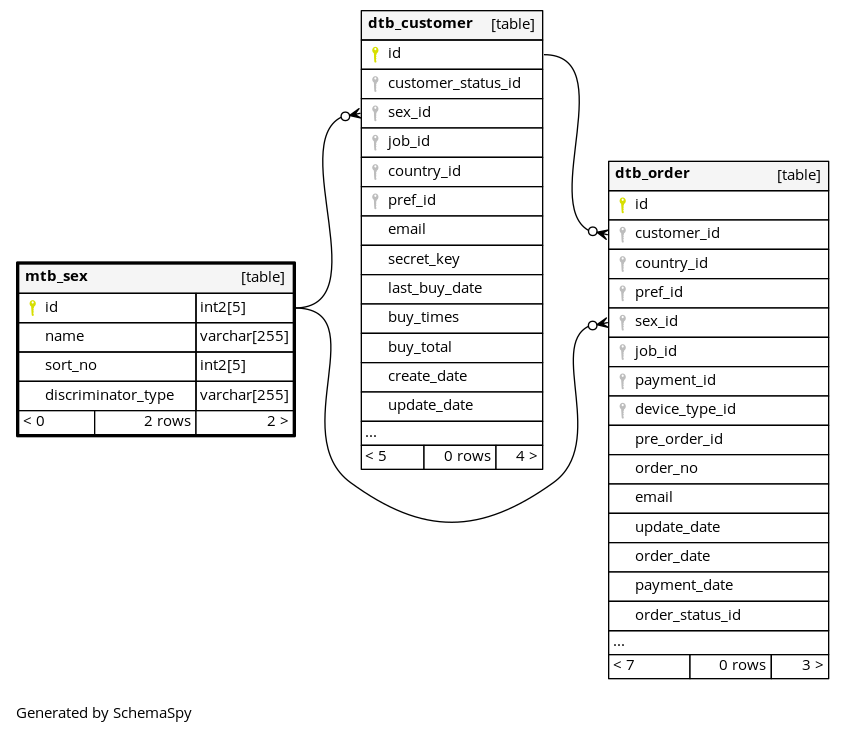 dtb_customer [table]
id
customer_status_id
sex_id
job_id
country_id
pref_id
email
secret_key
last_buy_date
buy_times
buy_total
create_date
update_date
...
< 5 0 rows 4 >
dtb_order [table]
id
customer_id
country_id
pref_id
sex_id
job_id
payment_id
device_type_id
pre_order_id
order_no
email
update_date
order_date
payment_date
order_status_id
...
< 7 0 rows 3 >
mtb_sex [table]
id int2[5]
name varchar[255]
sort_no int2[5]
discriminator_type varchar[255]
< 0 2 rows 2 >
Generated by SchemaSpy